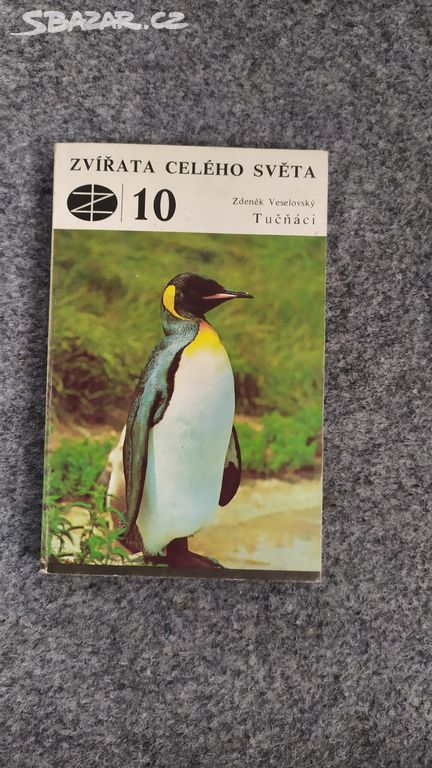 SBAZAR.CZ
ZVÍŘATA CELÉHO SVĚTA
10
Zdeněk Veselovský
Tučňáci